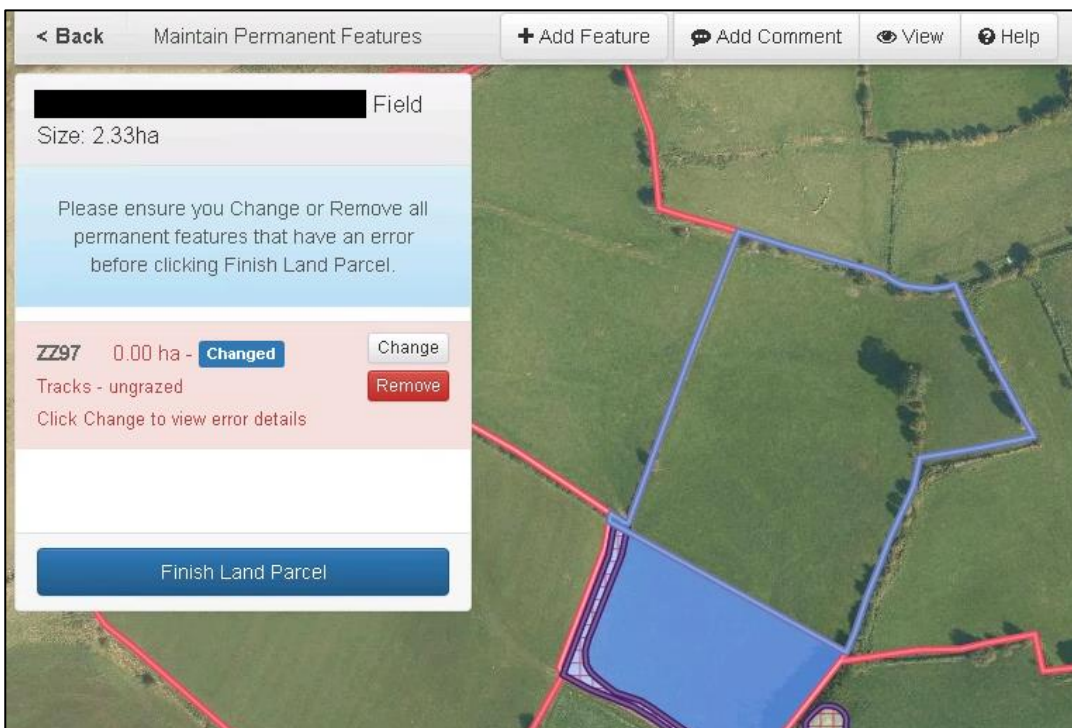 < Back Maintain Permanent Features + Add Feature Add Comment View Help
Field
Size: 2.33ha
Please ensure you Change or Remove all
permanent features that have an error
before clicking Finish Land Parcel.
ZZ97 0.00 ha - Changed Change
Tracks - ungrazed Remove
Click Change to view error details
Finish Land Parcel